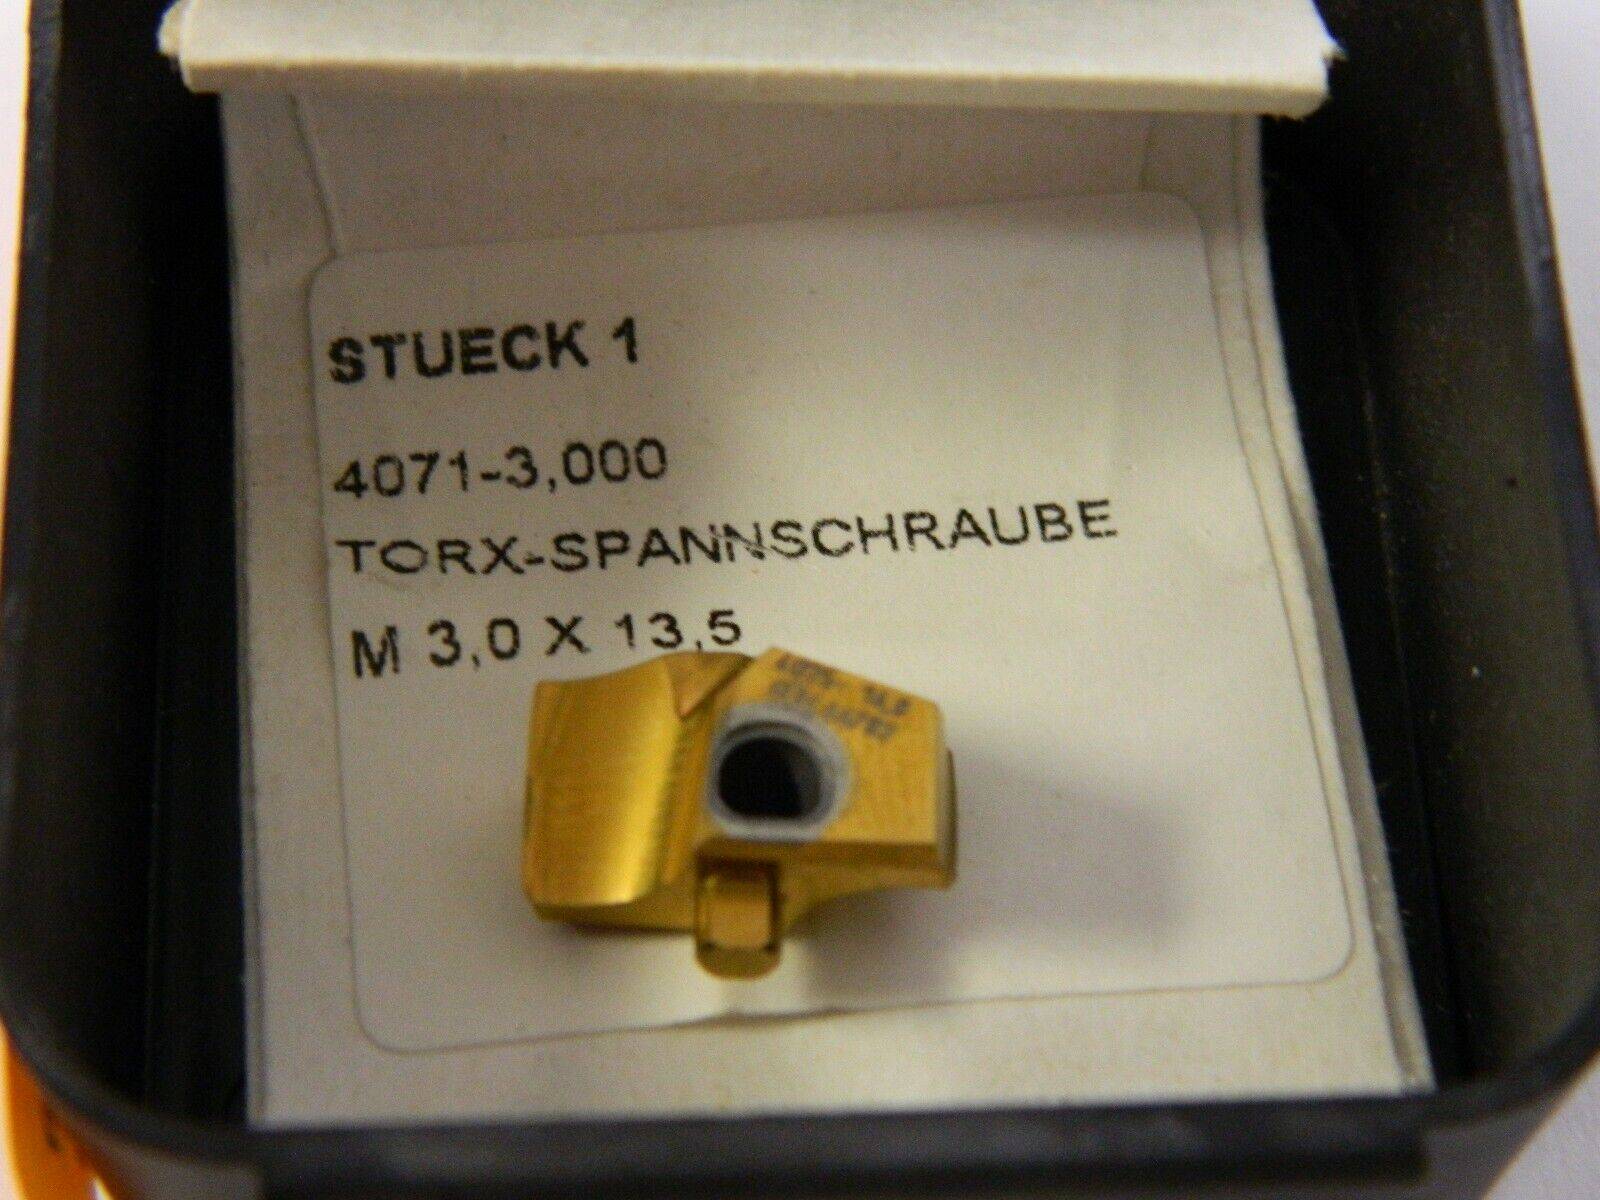 STUECK 1
4071-3,000
TORX-SPANNSCHRAUBE
M 3,0 X 13,5